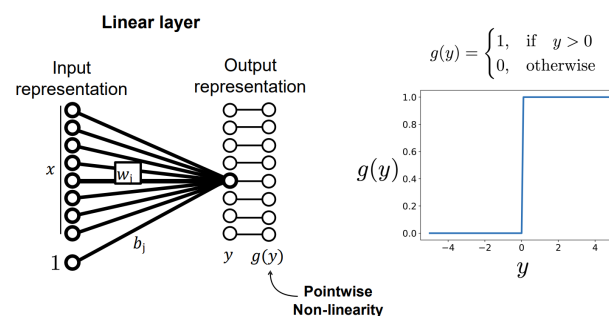 Linear layer
Input
representation
Output
representation
x
w_j
1
b_j
y
g(y)
Pointwise
Non-linearity
g(y) = {1, if y > 0
{0, otherwise
1.0
0.8
0.6
0.4
0.2
0.0
g(y)
−4
−2
0
2
4
y